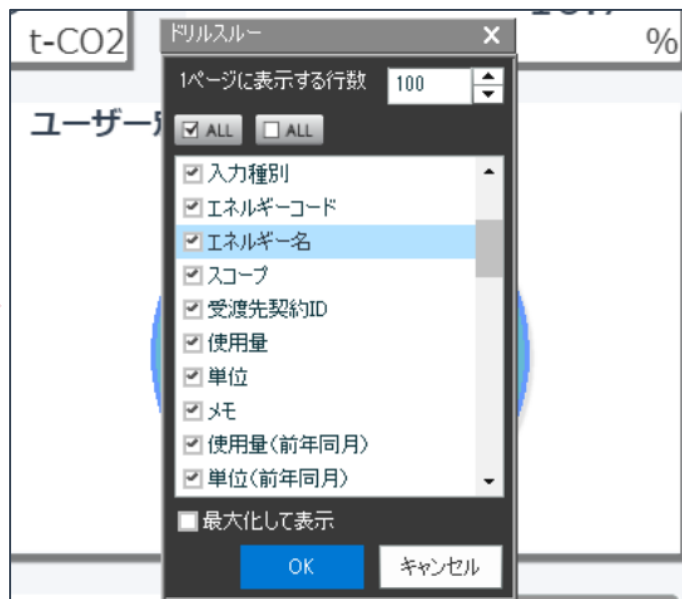 t-CO2
%
ドリルスルー
1ページに表示する行数 100
ALL ALL
ユーザー
入力種別
エネルギーコード
エネルギー名
スコープ
受渡先契約ID
使用量
単位
メモ
使用量(前年同月)
単位(前年同月)
最大化して表示
OK キャンセル